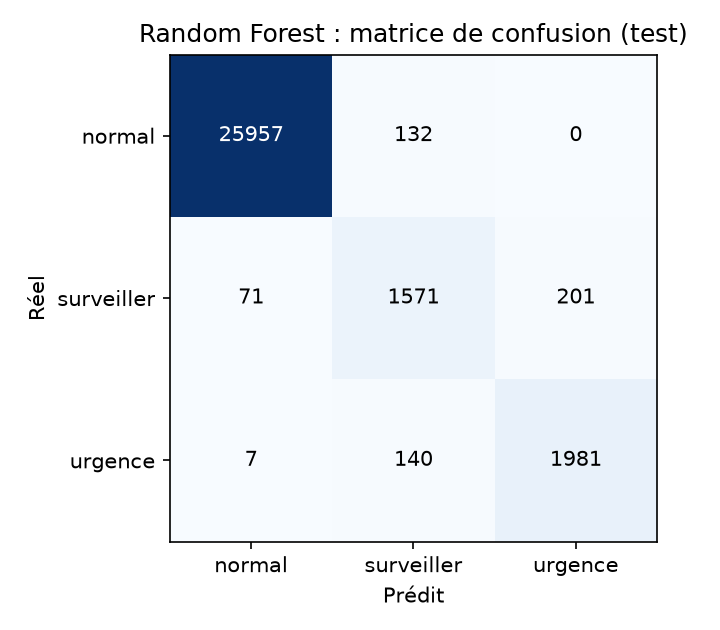 Random Forest : matrice de confusion (test)
normal 25957 132 0
surveiller 71 1571 201
urgence 7 140 1981
normal surveiller urgence
Prédit
Réel